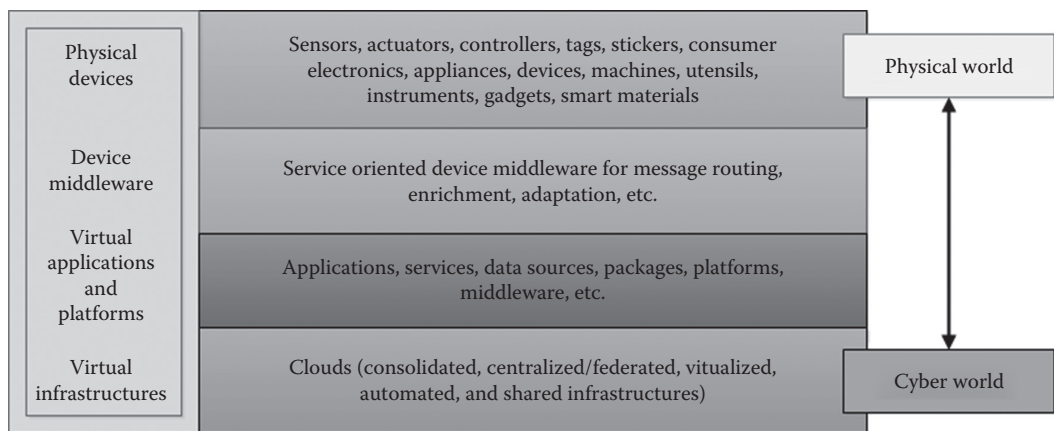 Physical
devices
Sensors, actuators, controllers, tags, stickers, consumer
electronics, appliances, devices, machines, utensils,
instruments, gadgets, smart materials
Physical world
Device
middleware
Service oriented device middleware for message routing,
enrichment, adaptation, etc.
Virtual
applications
and
platforms
Applications, services, data sources, packages, platforms,
middleware, etc.
Virtual
infrastructures
Clouds (consolidated, centralized/federated, vitualized,
automated, and shared infrastructures)
Cyber world